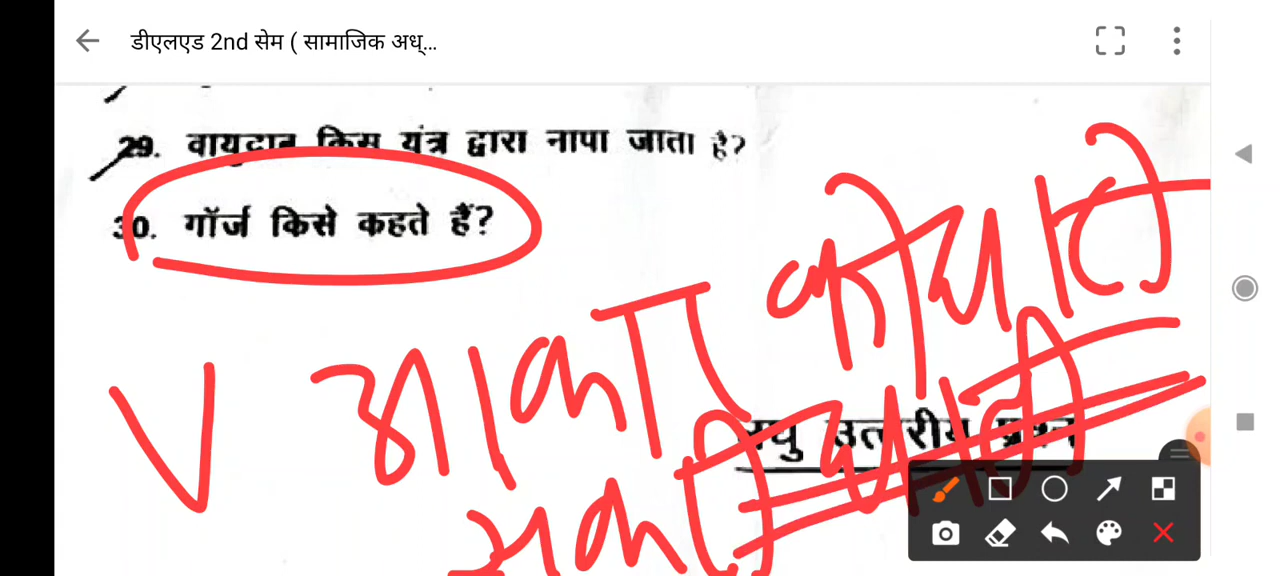 डीएलएड 2nd सेम ( सामाजिक अध्...
29. वायुदाब किस यंत्र द्वारा नापा जाता है?
30. गॉर्ज किसे कहते हैं?
V आकार की घाटी
लघु उत्तरीय प्रश्न